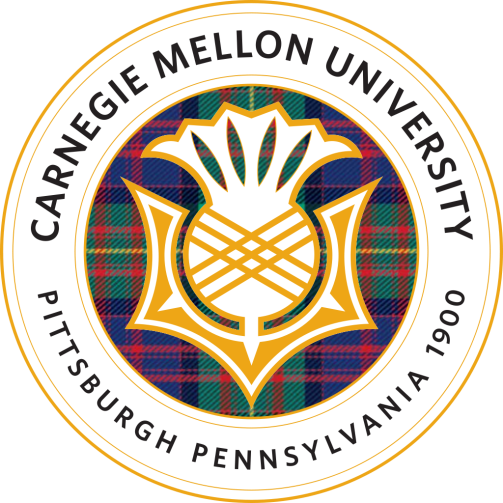 CARNEGIE MELLON UNIVERSITY
PITTSBURGH PENNSYLVANIA 1900